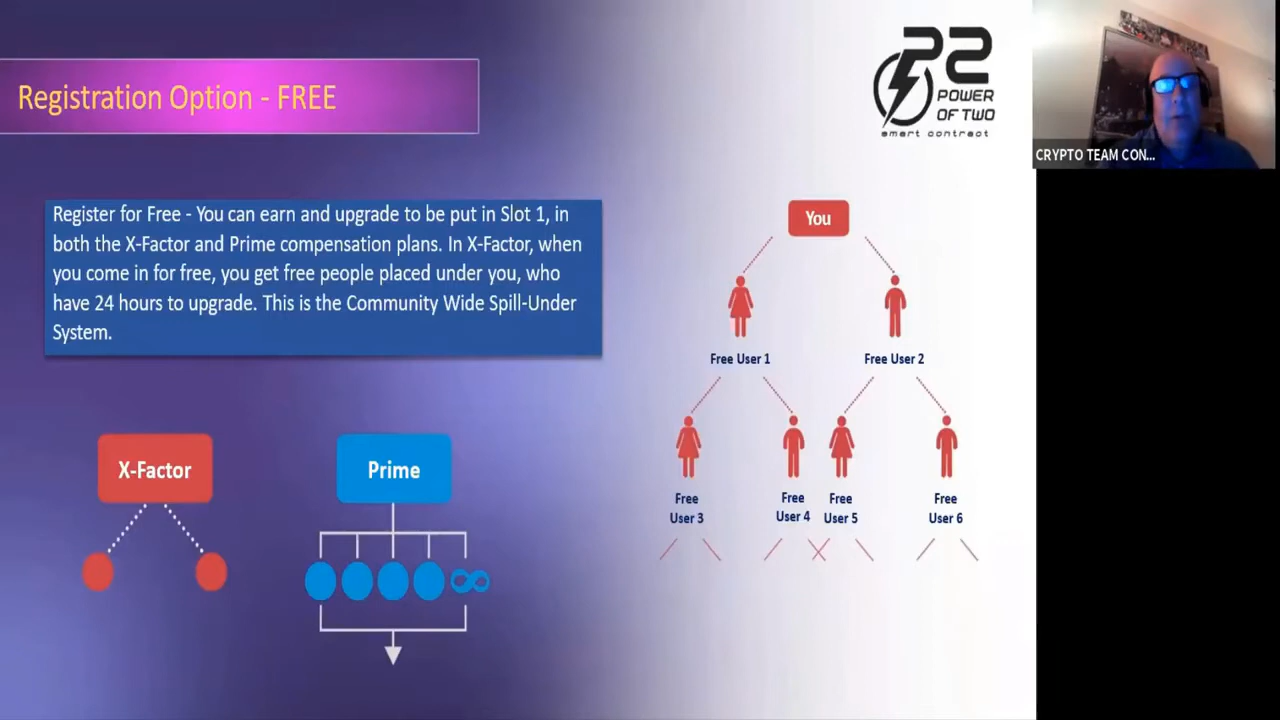 Registration Option - FREE
22
POWER
OF TWO
smart contract
CRYPTO TEAM CON...
Register for Free - You can earn and upgrade to be put in Slot 1, in
both the X-Factor and Prime compensation plans. In X-Factor, when
you come in for free, you get free people placed under you, who
have 24 hours to upgrade. This is the Community Wide Spill-Under
System.
You
Free User 1
Free User 2
Free
User 3
Free
User 4
Free
User 5
Free
User 6
X-Factor
Prime